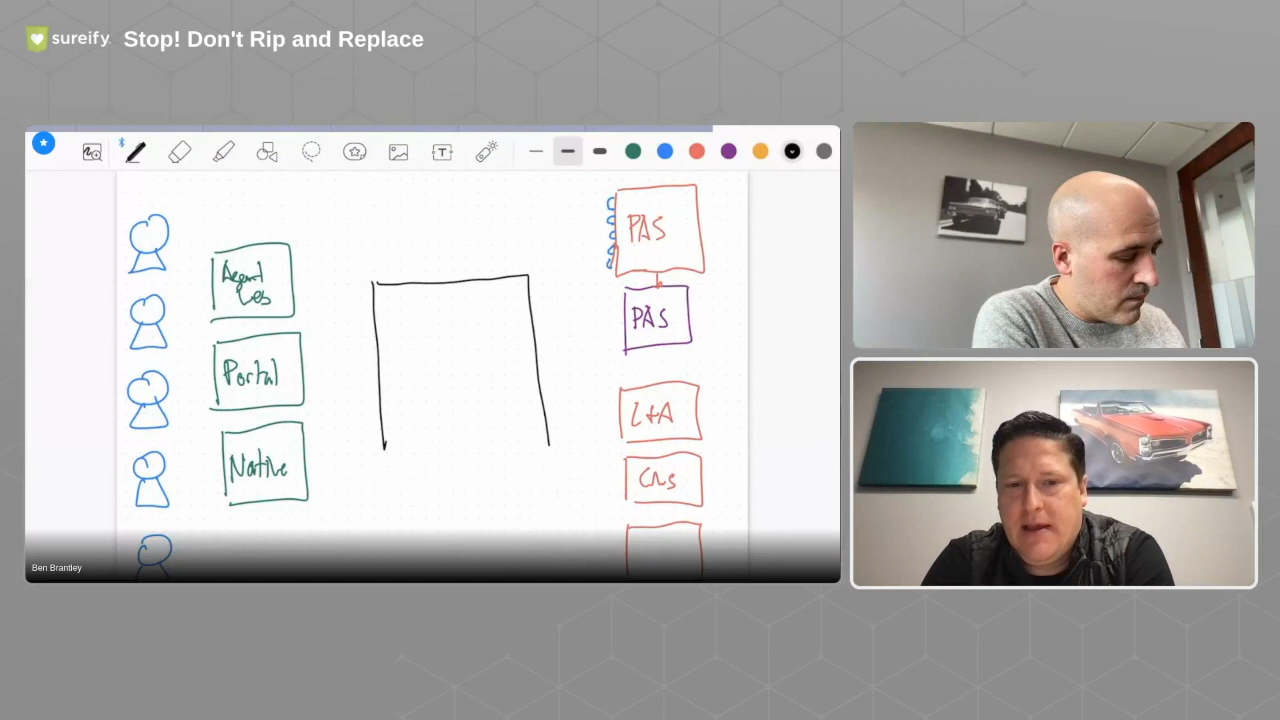 sureify. Stop! Don't Rip and Replace
T
Agent
Portal
Native
PAS
PAS
L+A
Ben Brantley